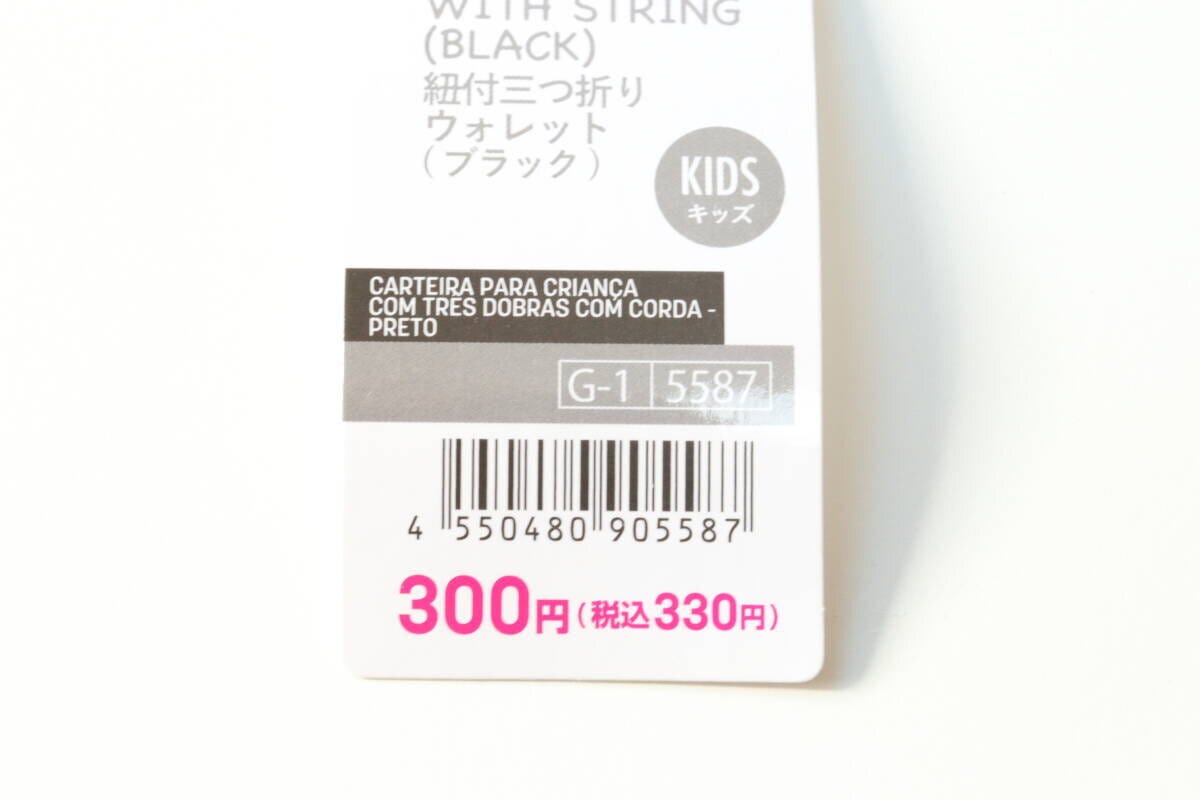 WITH STRING
(BLACK)
紐付三つ折り
ウォレット
(ブラック)
KIDS
キッズ
CARTEIRA PARA CRIANÇA
COM TRÊS DOBRAS COM CORDA -
PRETO
G-1 5587
4 550480 905587
300円(税込330円)